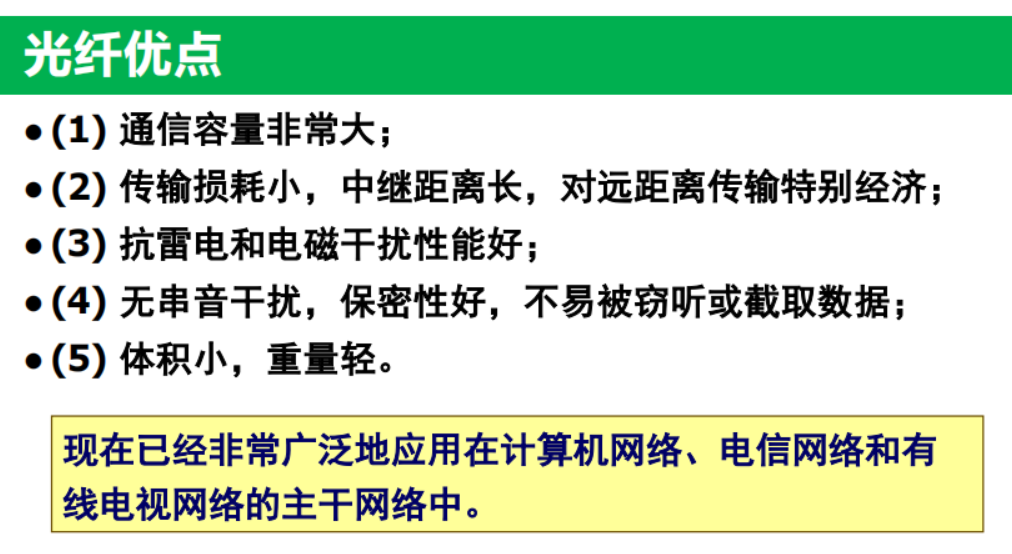 光纤优点
● (1) 通信容量非常大；
● (2) 传输损耗小，中继距离长，对远距离传输特别经济；
● (3) 抗雷电和电磁干扰性能好；
● (4) 无串音干扰，保密性好，不易被窃听或截取数据；
● (5) 体积小，重量轻。
现在已经非常广泛地应用在计算机网络、电信网络和有
线电视网络的主干网络中。